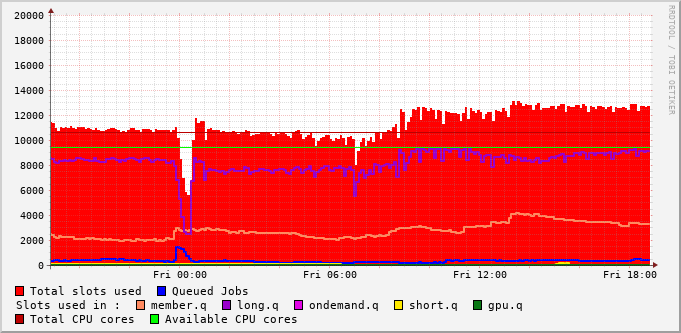 20000
18000
16000
14000
12000
10000
8000
6000
4000
2000
0
Fri 00:00 Fri 06:00 Fri 12:00 Fri 18:00
RRDTOOL / TOBI OETIKER
Total slots used Queued Jobs
Slots used in : member.q long.q ondemand.q short.q gpu.q
Total CPU cores Available CPU cores